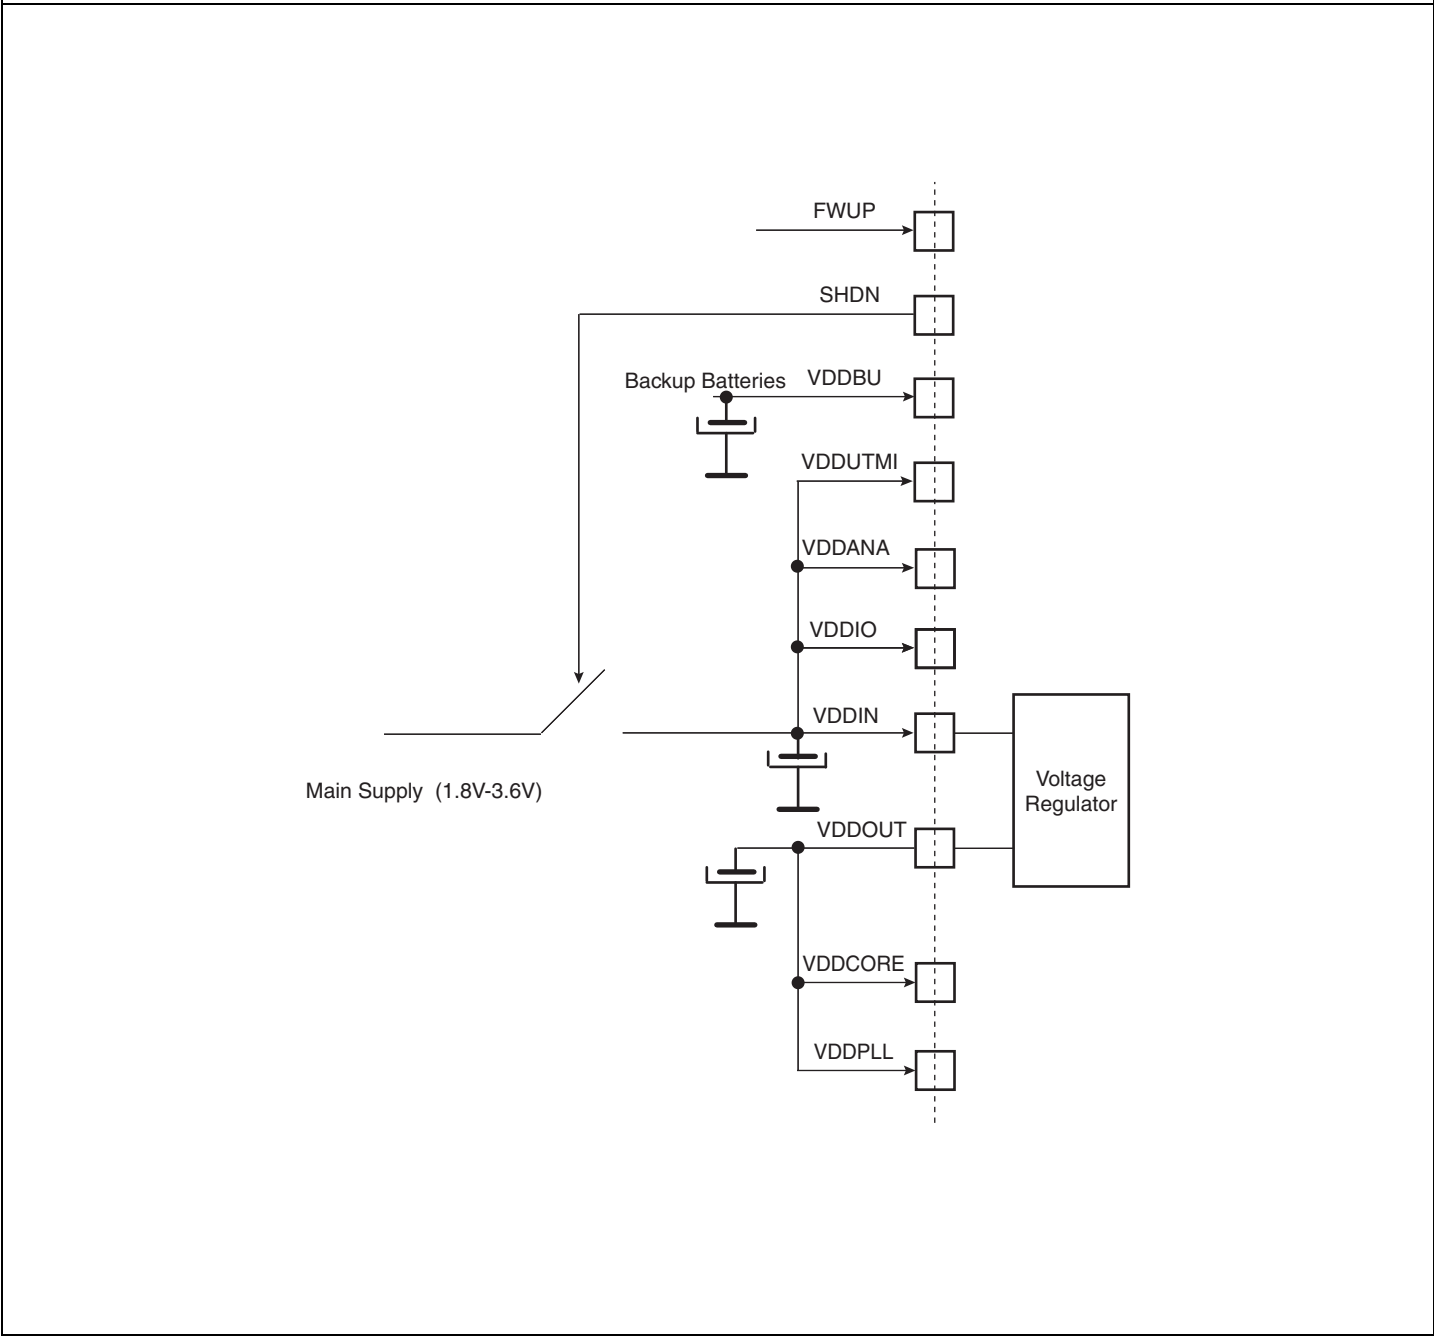 FWUP
SHDN
Backup Batteries
VDDBU
VDDUTMI
VDDANA
VDDIO
VDDIN
Main Supply (1.8V-3.6V)
Voltage
Regulator
VDDOUT
VDDCORE
VDDPLL